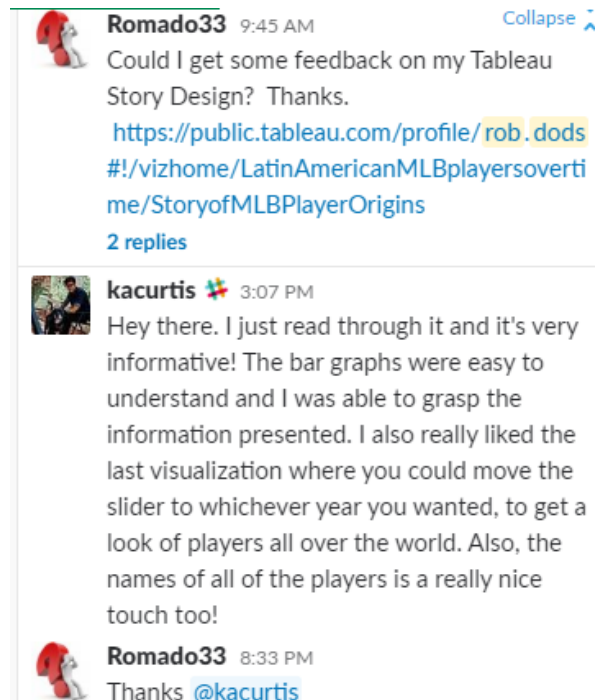 Romado33 9:45 AM Collapse
Could I get some feedback on my Tableau
Story Design? Thanks.
https://public.tableau.com/profile/rob.dods
#!/vizhome/LatinAmericanMLBplayersoverti
me/StoryofMLBPlayerOrigins
2 replies
kacurtis 3:07 PM
Hey there. I just read through it and it's very
informative! The bar graphs were easy to
understand and I was able to grasp the
information presented. I also really liked the
last visualization where you could move the
slider to whichever year you wanted, to get a
look of players all over the world. Also, the
names of all of the players is a really nice
touch too!
Romado33 8:33 PM
Thanks @kacurtis